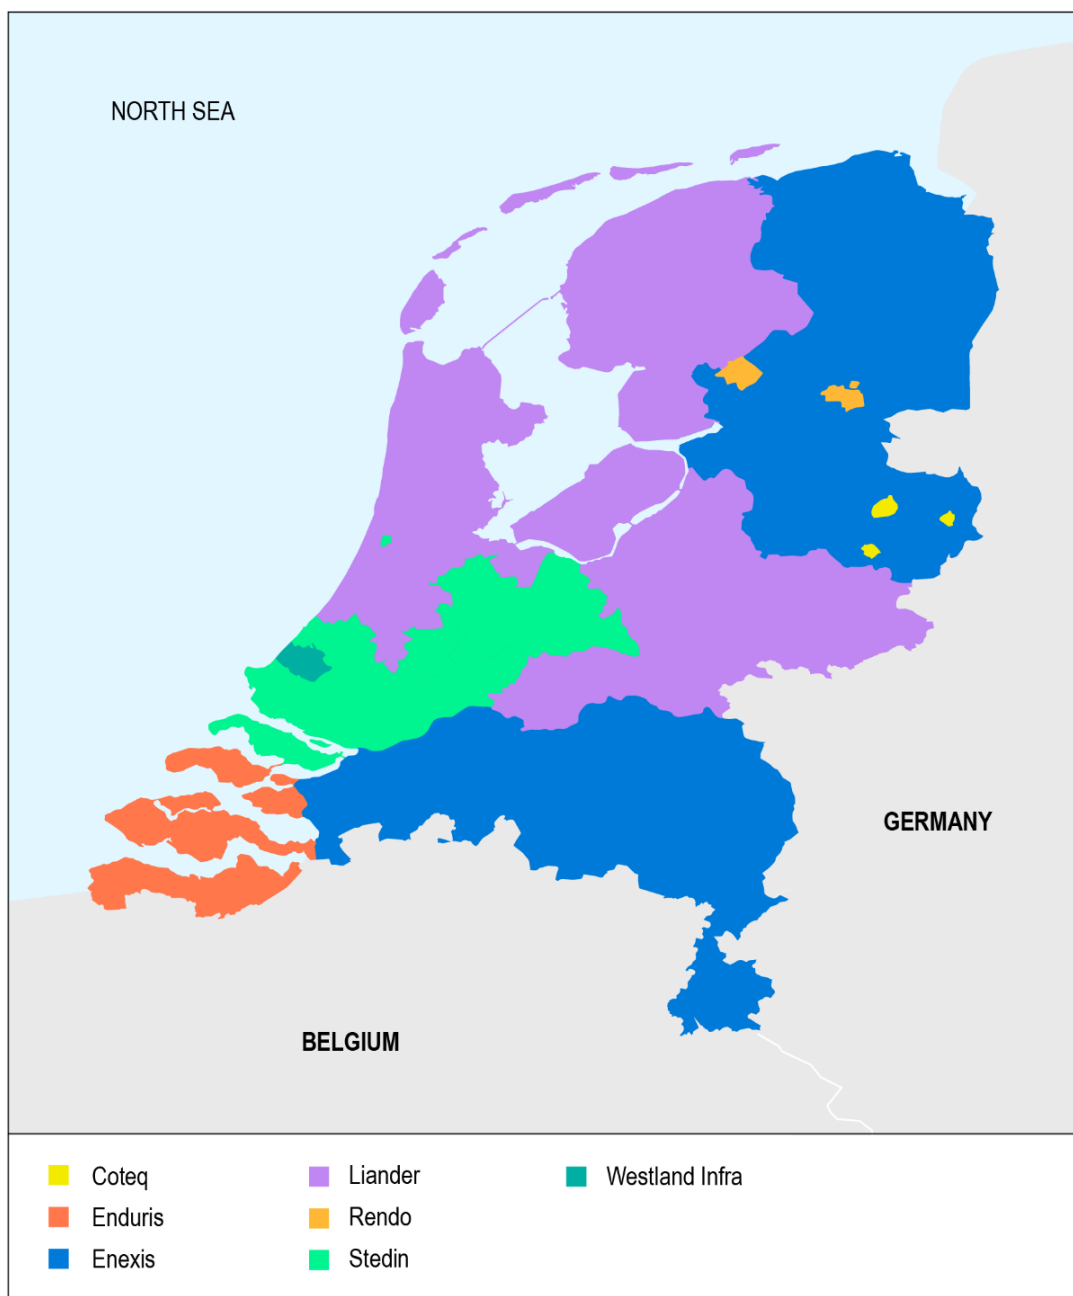 NORTH SEA
GERMANY
BELGIUM
Coteq
Enduris
Enexis
Liander
Rendo
Stedin
Westland Infra